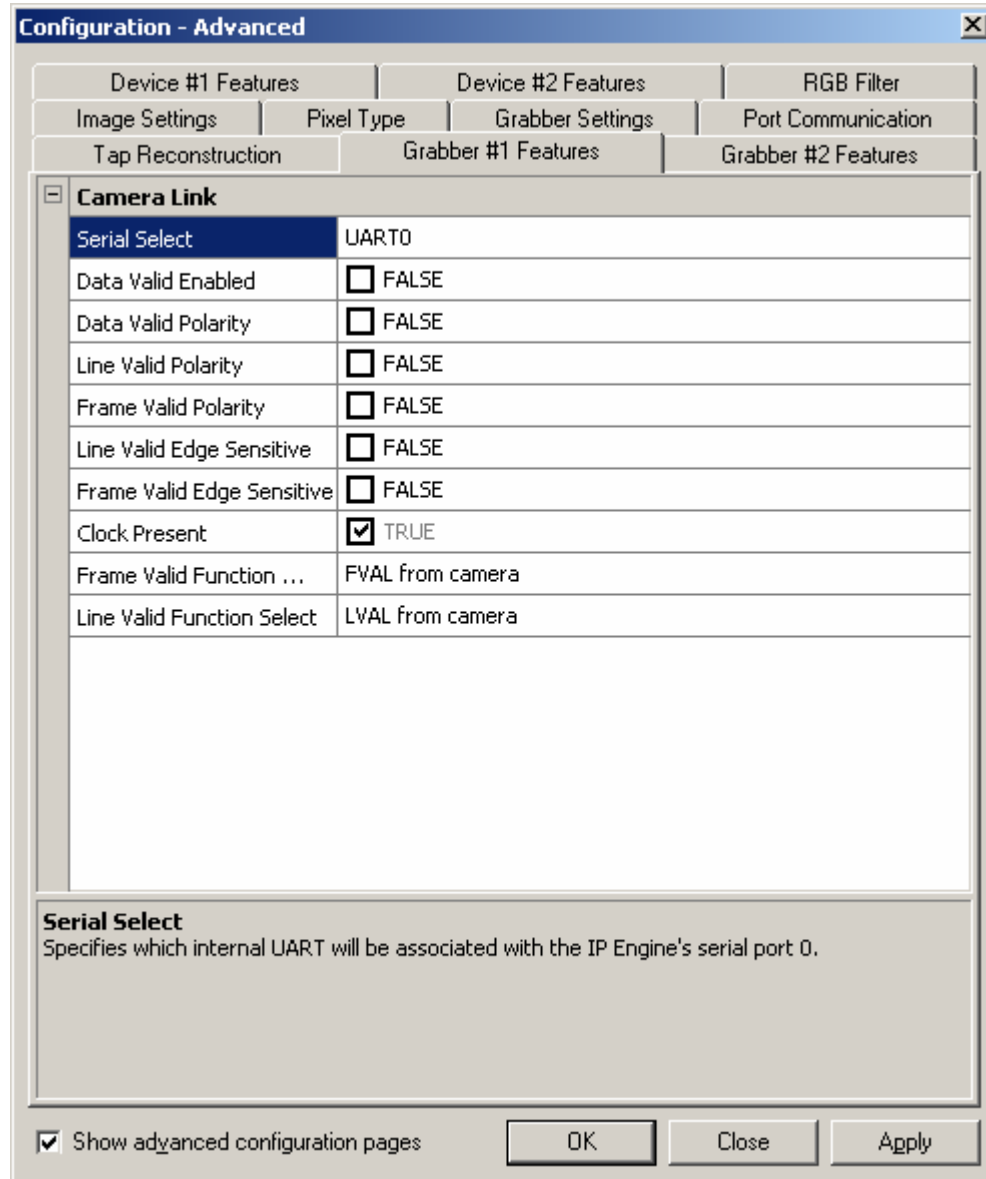 Configuration - Advanced
Device #1 Features Device #2 Features RGB Filter
Image Settings Pixel Type Grabber Settings Port Communication
Tap Reconstruction Grabber #1 Features Grabber #2 Features
Camera Link
Serial Select UART0
Data Valid Enabled FALSE
Data Valid Polarity FALSE
Line Valid Polarity FALSE
Frame Valid Polarity FALSE
Line Valid Edge Sensitive FALSE
Frame Valid Edge Sensitive FALSE
Clock Present TRUE
Frame Valid Function ... FVAL from camera
Line Valid Function Select LVAL from camera
Serial Select
Specifies which internal UART will be associated with the IP Engine's serial port 0.
Show advanced configuration pages OK Close Apply